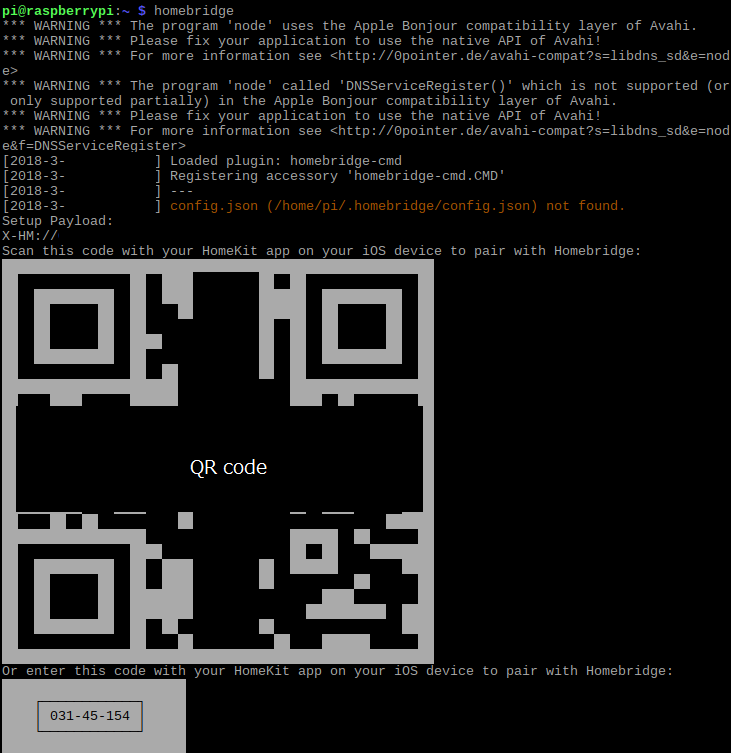 pi@raspberrypi:~ $ homebridge
*** WARNING *** The program 'node' uses the Apple Bonjour compatibility layer of Avahi.
*** WARNING *** Please fix your application to use the native API of Avahi!
*** WARNING *** For more information see <http://0pointer.de/avahi-compat?s=libdns_sd&e=nod
e>
*** WARNING *** The program 'node' called 'DNSServiceRegister()' which is not supported (or
 only supported partially) in the Apple Bonjour compatibility layer of Avahi.
*** WARNING *** Please fix your application to use the native API of Avahi!
*** WARNING *** For more information see <http://0pointer.de/avahi-compat?s=libdns_sd&e=nod
e&f=DNSServiceRegister>
[2018-3-           ] Loaded plugin: homebridge-cmd
[2018-3-           ] Registering accessory 'homebridge-cmd.CMD'
[2018-3-           ] ---
[2018-3-           ] config.json (/home/pi/.homebridge/config.json) not found.
Setup Payload:
X-HM://
Scan this code with your HomeKit app on your iOS device to pair with Homebridge:
QR code
Or enter this code with your HomeKit app on your iOS device to pair with Homebridge:
031-45-154